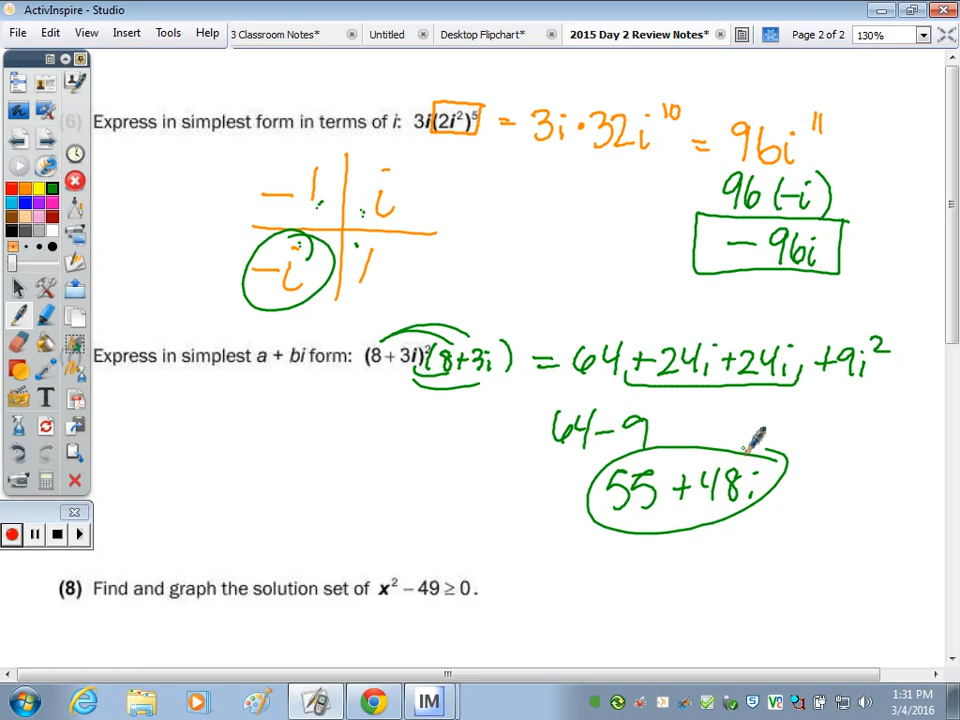 ActivInspire - Studio
File Edit View Insert Tools Help 3 Classroom Notes* Untitled Desktop Flipchart* 2015 Day 2 Review Notes* Page 2 of 2 130%
(6) Express in simplest form in terms of i: 3i(2i²)⁵ = 3i·32i¹⁰ = 96i¹¹
96(-i)
-96i
-1 i
-i 1
Express in simplest a + bi form: (8 + 3i)²(8+3i) = 64+24i+24i+9i²
64-9
55+48i
(8) Find and graph the solution set of x² − 49 ≥ 0.
IM
1:31 PM
3/4/2016